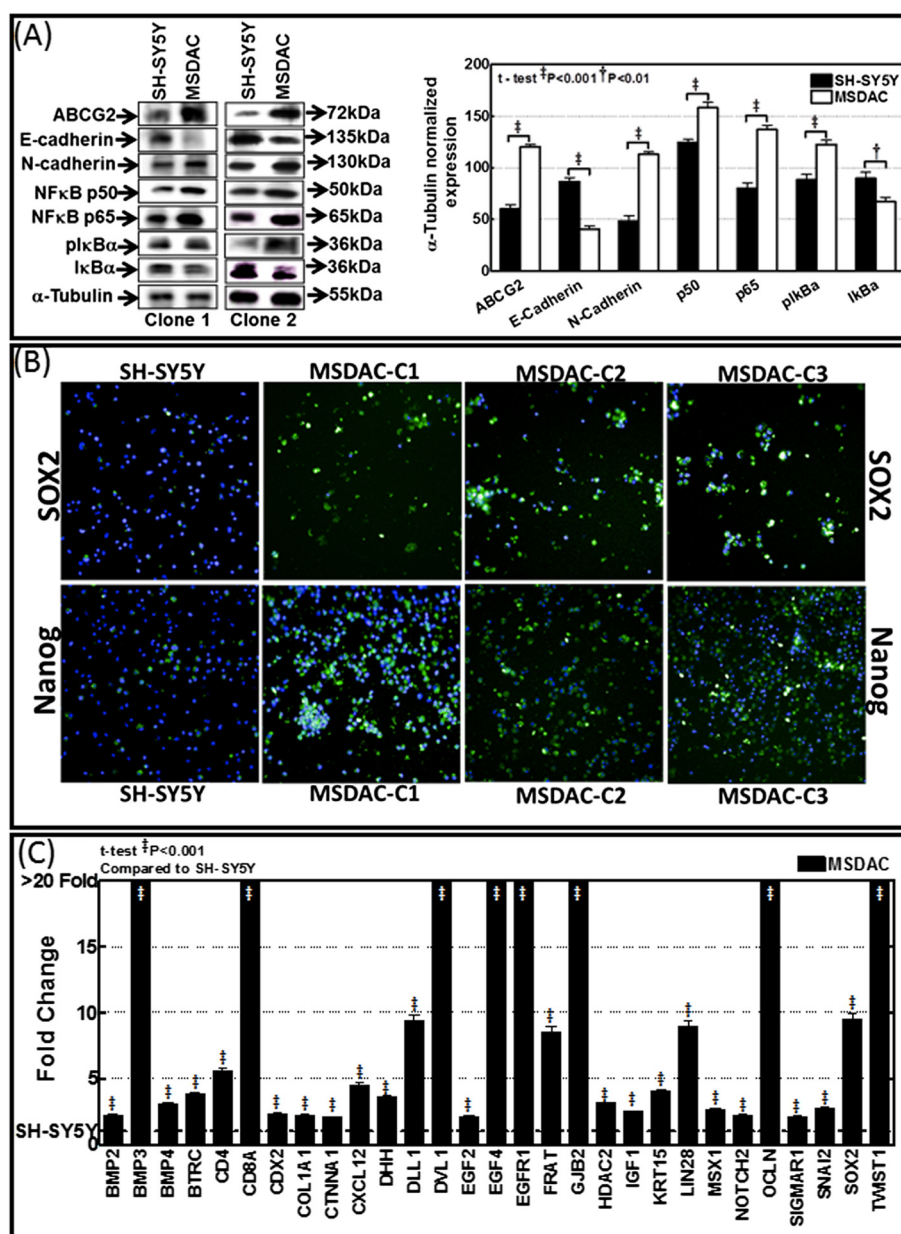 (A)
SH-SY5Y
MSDAC
SH-SY5Y
MSDAC
ABCG2
72kDa
E-cadherin
135kDa
N-cadherin
130kDa
NFκB p50
50kDa
NFκB p65
65kDa
pIκBα
36kDa
IκBα
36kDa
α-Tubulin
55kDa
Clone 1
Clone 2
α-Tubulin normalized
expression
200
150
100
50
0
t - test ‡P<0.001 †P<0.01
SH-SY5Y
MSDAC
‡
‡
‡
‡
‡
‡
†
ABCG2
E-Cadherin
N-Cadherin
p50
p65
pIkBa
IkBa
(B)
SH-SY5Y
MSDAC-C1
MSDAC-C2
MSDAC-C3
SOX2
SOX2
Nanog
Nanog
SH-SY5Y
MSDAC-C1
MSDAC-C2
MSDAC-C3
(C)
t-test ‡P<0.001
Compared to SH-SY5Y
MSDAC
Fold Change
>20 Fold
15
10
5
SH-SY5Y
0
‡ ‡ ‡ ‡ ‡ ‡ ‡ ‡ ‡ ‡ ‡ ‡ ‡ ‡ ‡ ‡ ‡ ‡ ‡ ‡ ‡ ‡ ‡ ‡ ‡ ‡ ‡ ‡ ‡
BMP2
BMP3
BMP4
BTRC
CD4
CD8A
CDX2
COL1A1
CTNNA1
CXCL12
DHH
DLL1
DVL1
EGF2
EGF4
EGFR1
FRAT
GJB2
HDAC2
IGF1
KRT15
LIN28
MSX1
NOTCH2
OCLN
SIGMAR1
SNAI2
SOX2
TWIST1